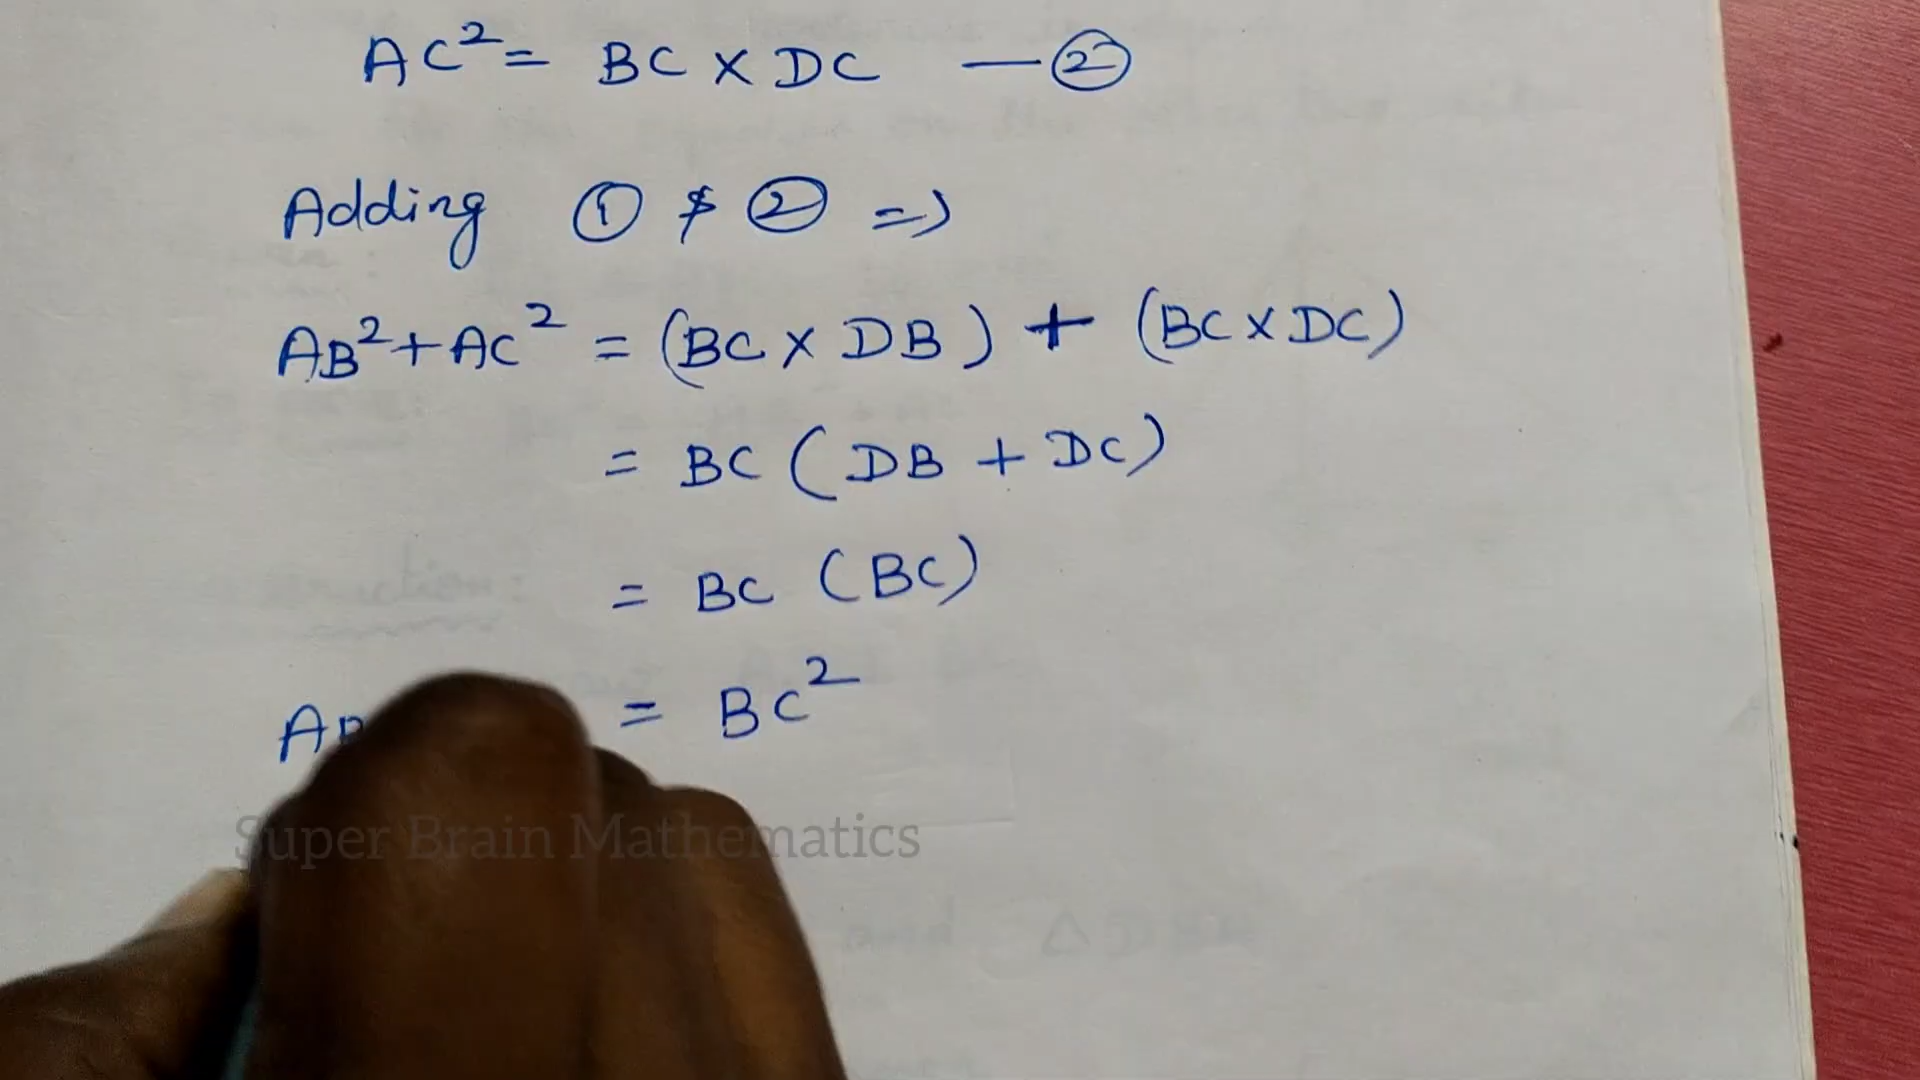 AC² = BC × DC — ②
Adding ① & ② =>
AB² + AC² = (BC × DB) + (BC × DC)
= BC (DB + DC)
= BC (BC)
AB = BC²
Super Brain Mathematics